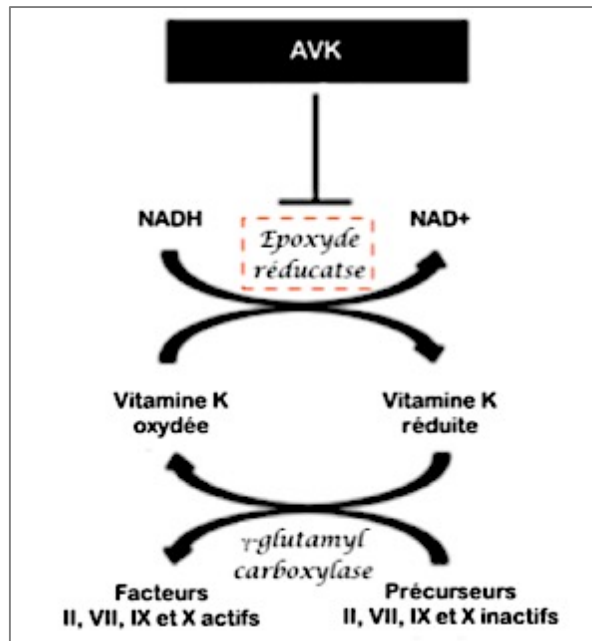 AVK
NADH
NAD+
Epoxyde
réducatse
Vitamine K
oxydée
Vitamine K
réduite
γ-glutamyl
carboxylase
Facteurs
II, VII, IX et X actifs
Précurseurs
II, VII, IX et X inactifs